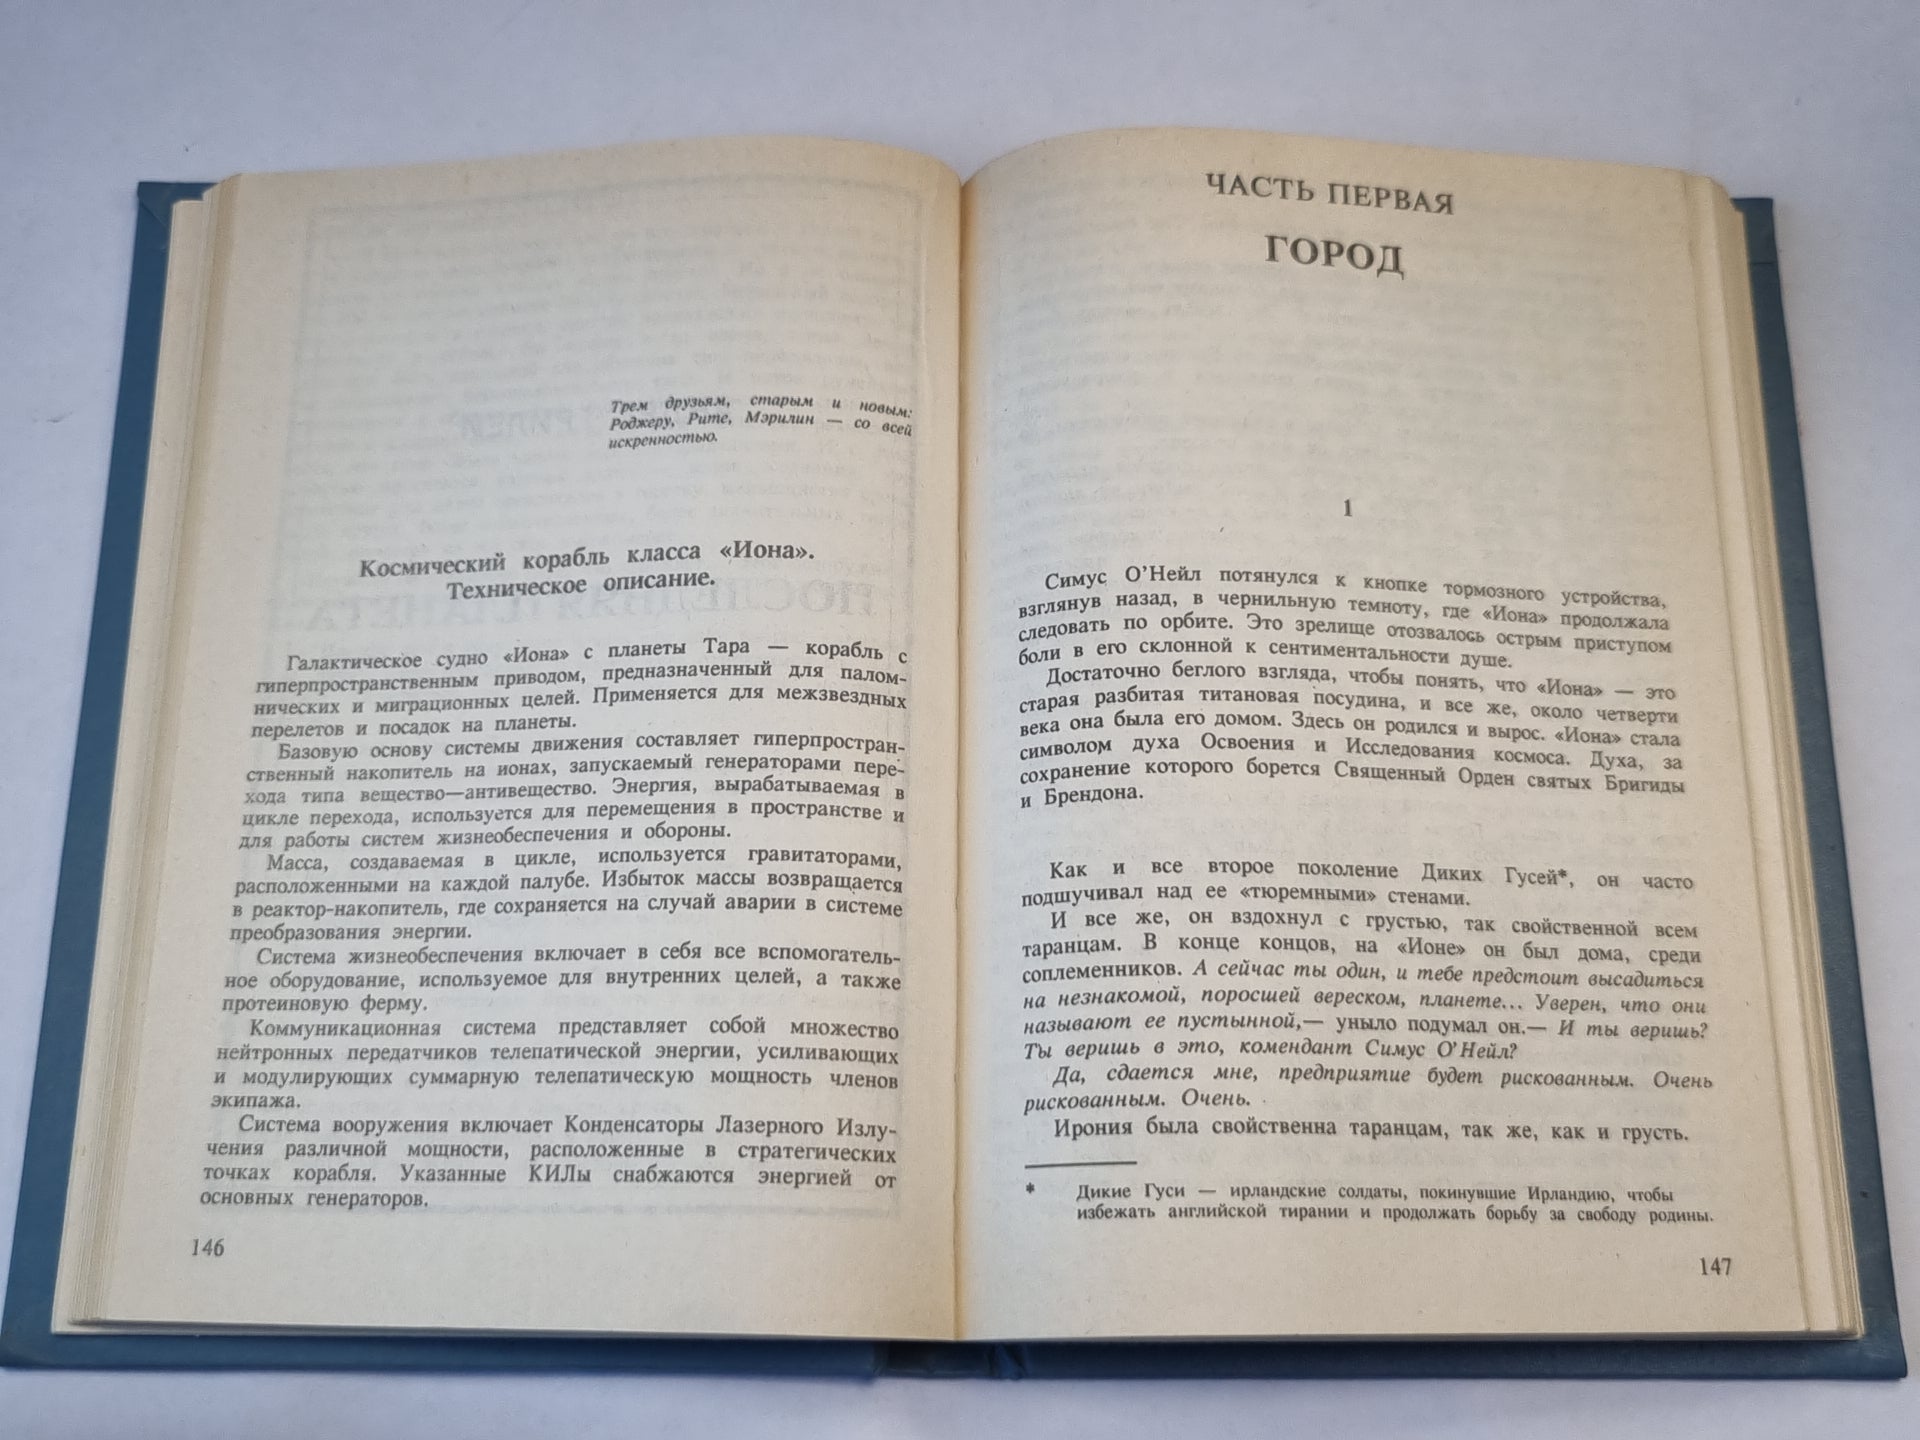 Трем друзьям, старым и новым:
Роджеру, Рите, Мэрилин — со всей
искренностью.
Космический корабль класса «Иона».
Техническое описание.
Галактическое судно «Иона» с планеты Тара — корабль с
гиперпространственным приводом, предназначенный для палом-
нических и миграционных целей. Применяется для межзвездных
перелетов и посадок на планеты.
Базовую основу системы движения составляет гиперпростран-
ственный накопитель на ионах, запускаемый генераторами пере-
хода типа вещество—антивещество. Энергия, вырабатываемая в
цикле перехода, используется для перемещения в пространстве и
для работы систем жизнеобеспечения и обороны.
Масса, создаваемая в цикле, используется гравитаторами,
расположенными на каждой палубе. Избыток массы возвращается
в реактор-накопитель, где сохраняется на случай аварии в системе
преобразования энергии.
Система жизнеобеспечения включает в себя все вспомогатель-
ное оборудование, используемое для внутренних целей, а также
протеиновую ферму.
Коммуникационная система представляет собой множество
нейтронных передатчиков телепатической энергии, усиливающих
и модулирующих суммарную телепатическую мощность членов
экипажа.
Система вооружения включает Конденсаторы Лазерного Излу-
чения различной мощности, расположенные в стратегических
точках корабля. Указанные КИЛы снабжаются энергией от
основных генераторов.
146
ЧАСТЬ ПЕРВАЯ
ГОРОД
1
Симус О'Нейл потянулся к кнопке тормозного устройства,
взглянув назад, в чернильную темноту, где «Иона» продолжала
следовать по орбите. Это зрелище отозвалось острым приступом
боли в его склонной к сентиментальности душе.
Достаточно беглого взгляда, чтобы понять, что «Иона» — это
старая разбитая титановая посудина, и все же, около четверти
века она была его домом. Здесь он родился и вырос. «Иона» стала
символом духа Освоения и Исследования космоса. Духа, за
сохранение которого борется Священный Орден святых Бригиды
и Брендона.
Как и все второе поколение Диких Гусей*, он часто
подшучивал над ее «тюремными» стенами.
И все же, он вздохнул с грустью, так свойственной всем
таранцам. В конце концов, на «Ионе» он был дома, среди
соплеменников. А сейчас ты один, и тебе предстоит высадиться
на незнакомой, поросшей вереском, планете... Уверен, что они
называют ее пустынной,— уныло подумал он.— И ты веришь?
Ты веришь в это, комендант Симус О'Нейл?
Да, сдается мне, предприятие будет рискованным. Очень
рискованным. Очень.
Ирония была свойственна таранцам, так же, как и грусть.
* Дикие Гуси — ирландские солдаты, покинувшие Ирландию, чтобы
избежать английской тирании и продолжать борьбу за свободу родины.
147